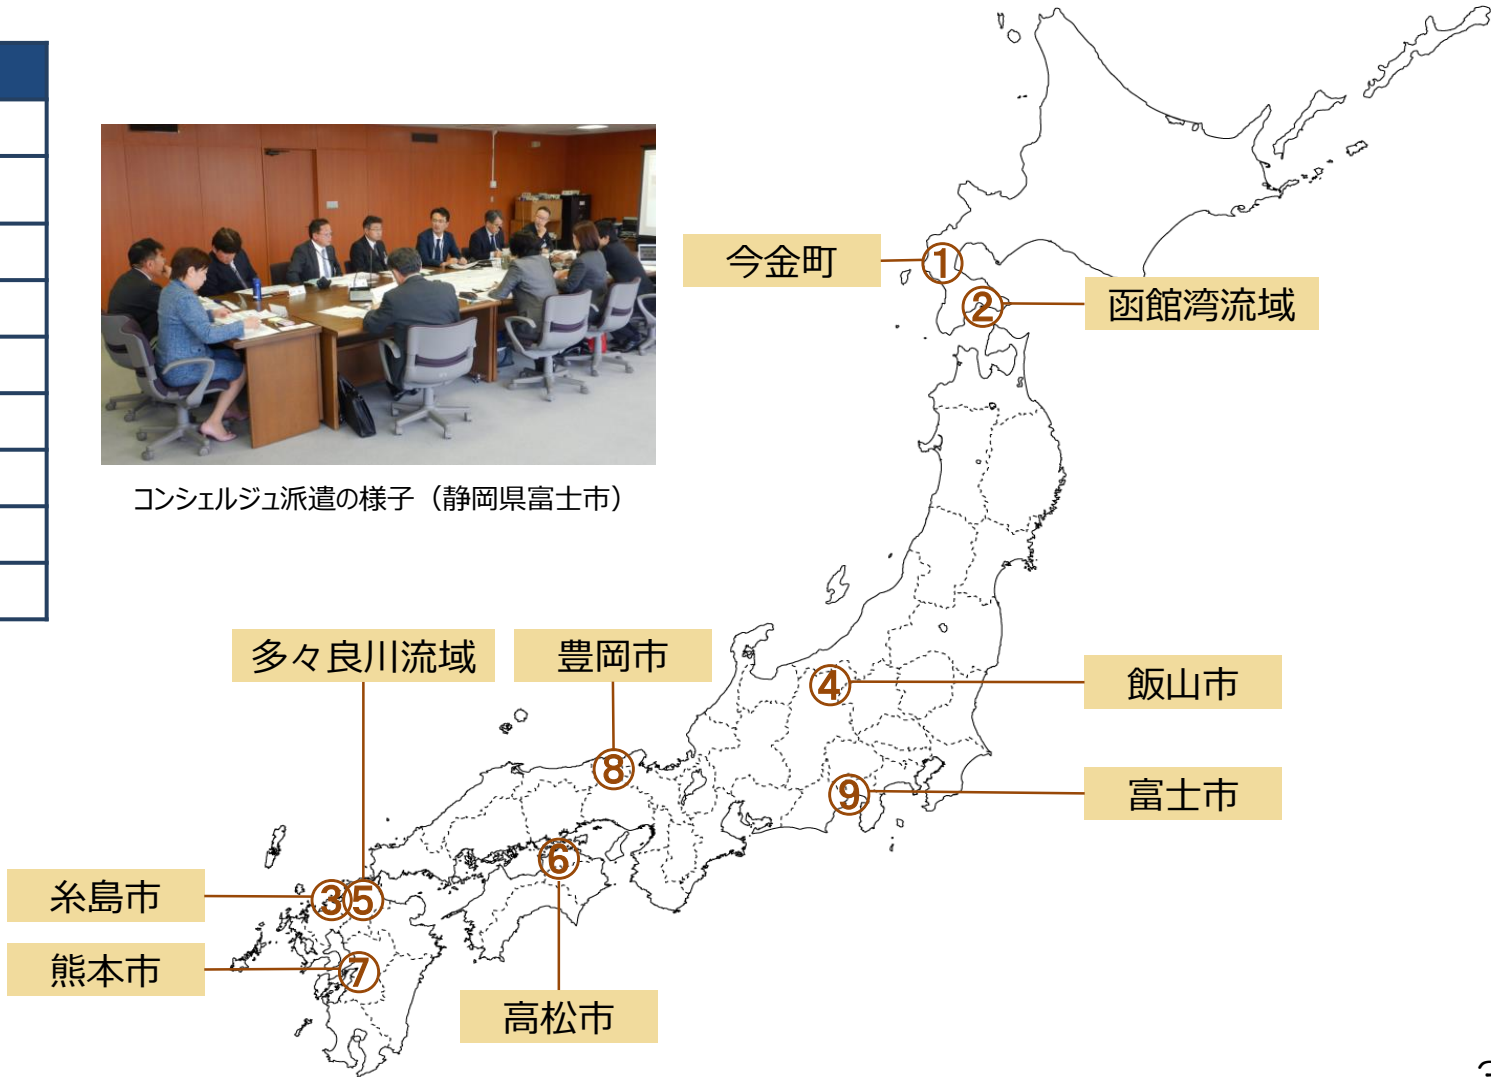 今金町
①
②
函館湾流域
コンシェルジュ派遣の様子（静岡県富士市）
多々良川流域
豊岡市
④
飯山市
⑧
⑨
富士市
⑥
糸島市
③
⑤
熊本市
⑦
高松市